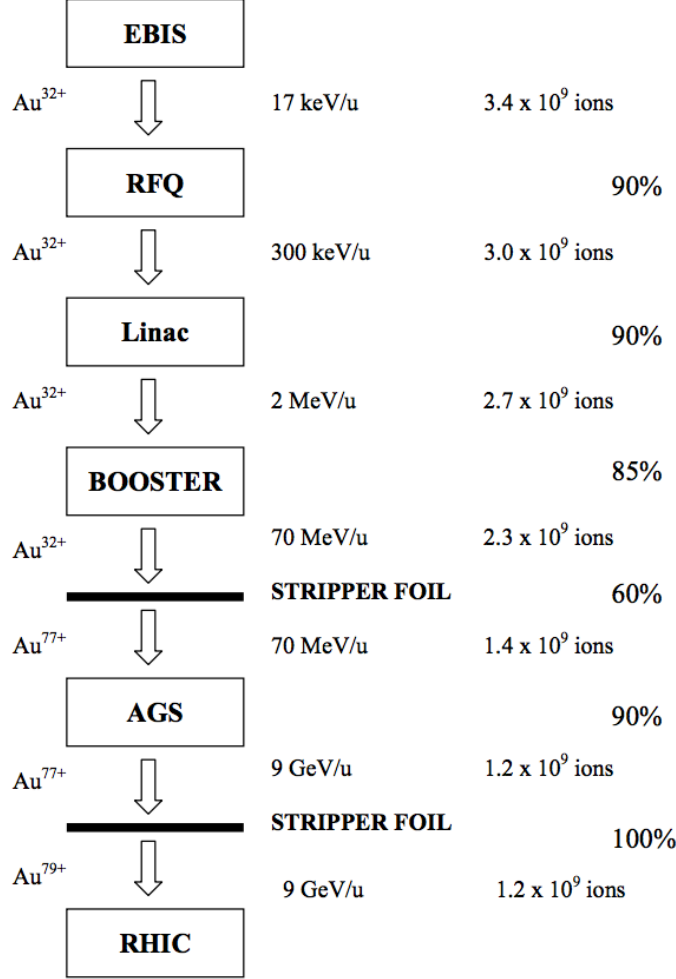 EBIS
Au³²⁺ 17 keV/u 3.4 x 10⁹ ions
RFQ 90%
Au³²⁺ 300 keV/u 3.0 x 10⁹ ions
Linac 90%
Au³²⁺ 2 MeV/u 2.7 x 10⁹ ions
BOOSTER 85%
Au³²⁺ 70 MeV/u 2.3 x 10⁹ ions
STRIPPER FOIL 60%
Au⁷⁷⁺ 70 MeV/u 1.4 x 10⁹ ions
AGS 90%
Au⁷⁷⁺ 9 GeV/u 1.2 x 10⁹ ions
STRIPPER FOIL 100%
Au⁷⁹⁺ 9 GeV/u 1.2 x 10⁹ ions
RHIC